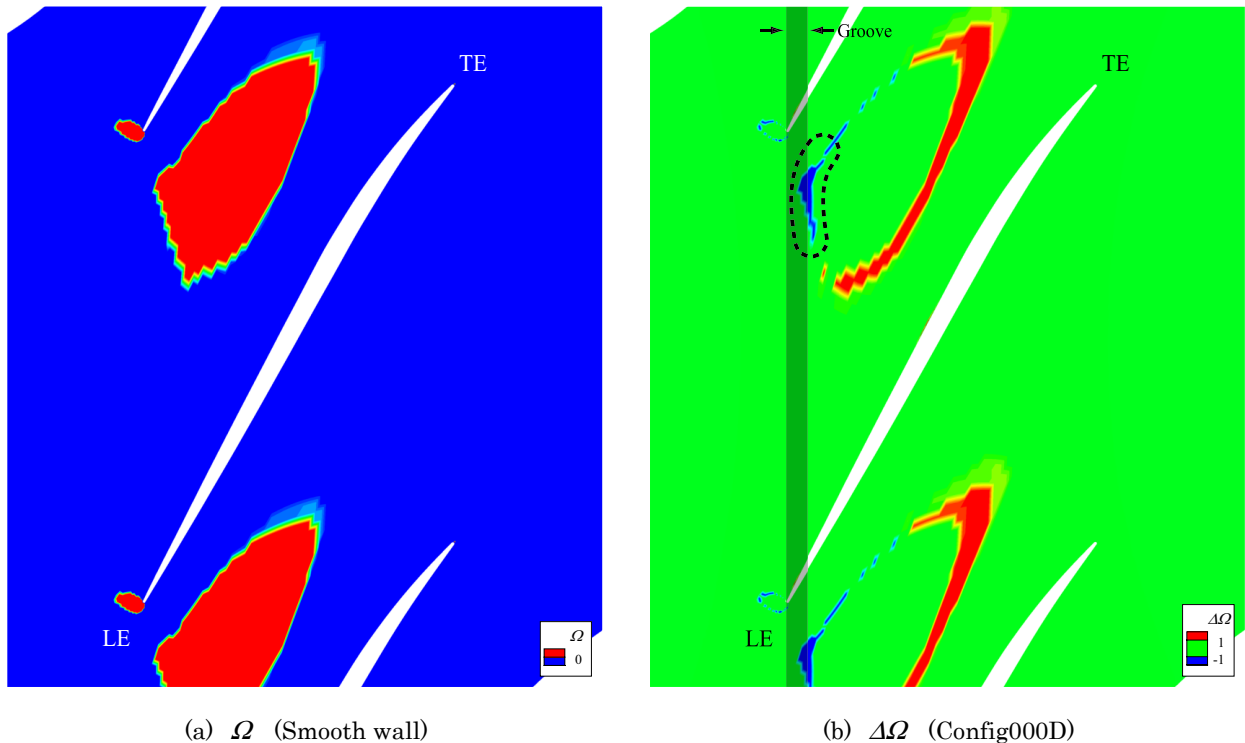 TE
LE
Ω
0
(a) Ω (Smooth wall)
Groove
TE
LE
ΔΩ
1
-1
(b) ΔΩ (Config000D)